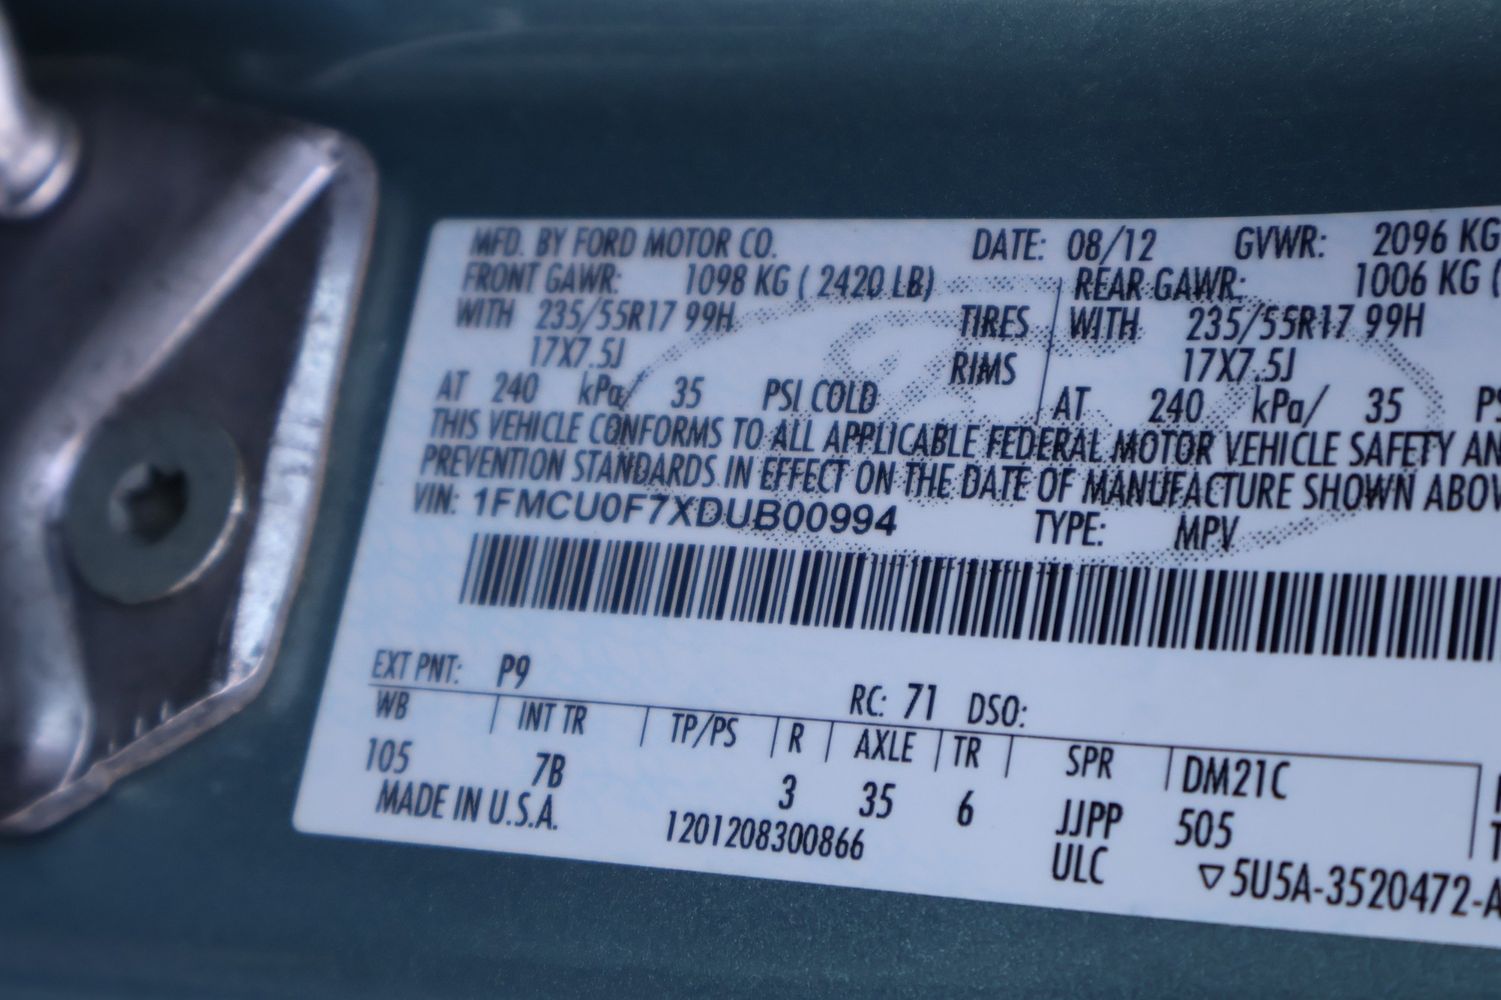 MFD. BY FORD MOTOR CO. DATE: 08/12 GVWR: 2096 KG
FRONT GAWR: 1098 KG ( 2420 LB) REAR GAWR: 1006 KG (
WITH 235/55R17 99H TIRES WITH 235/55R17 99H
17X7.5J RIMS 17X7.5J
AT 240 kPa/ 35 PSI COLD AT 240 kPa/ 35 PS
THIS VEHICLE CONFORMS TO ALL APPLICABLE FEDERAL MOTOR VEHICLE SAFETY AN
PREVENTION STANDARDS IN EFFECT ON THE DATE OF MANUFACTURE SHOWN ABOV
VIN: 1FMCU0F7XDUB00994 TYPE: MPV
EXT PNT: P9 RC: 71 DSO:
WB INT TR TP/PS R AXLE TR SPR DM21C
105 7B 3 35 6 JJPP 505
MADE IN U.S.A. 1201208300866 ULC ▽5U5A-3520472-A